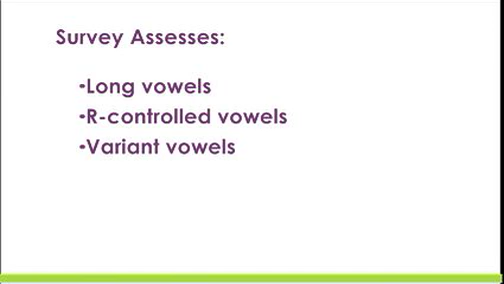 Survey Assesses:
•Long vowels
•R-controlled vowels
•Variant vowels